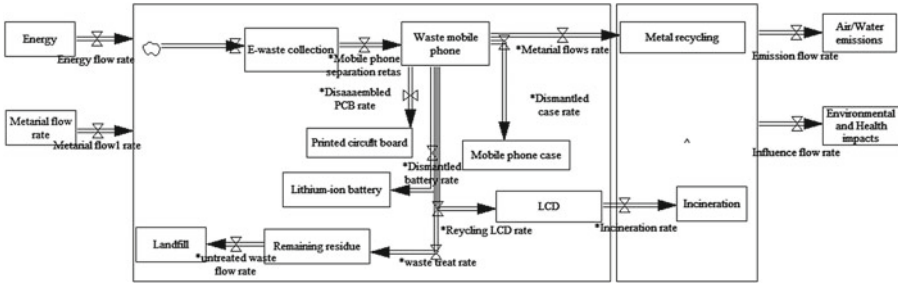 Energy
Energy flow rate
Metarial flow
rate
Metarial flow1 rate
E-waste collection
*Mobile phone
separation retas
Waste mobile
phone
*Metarial flows rate
Metal recycling
Emission flow rate
Air/Water
emissions
*Disaaaembled
PCB rate
*Dismantled
case rate
Printed circuit board
Mobile phone case
Environmental
and Health
impacts
Influence flow rate
*Dismantled
battery rate
Lithium-ion battery
LCD
*Incineration rate
Incineration
*Reycling LCD rate
Landfill
*untreated waste
flow rate
Remaining residue
*waste treat rate